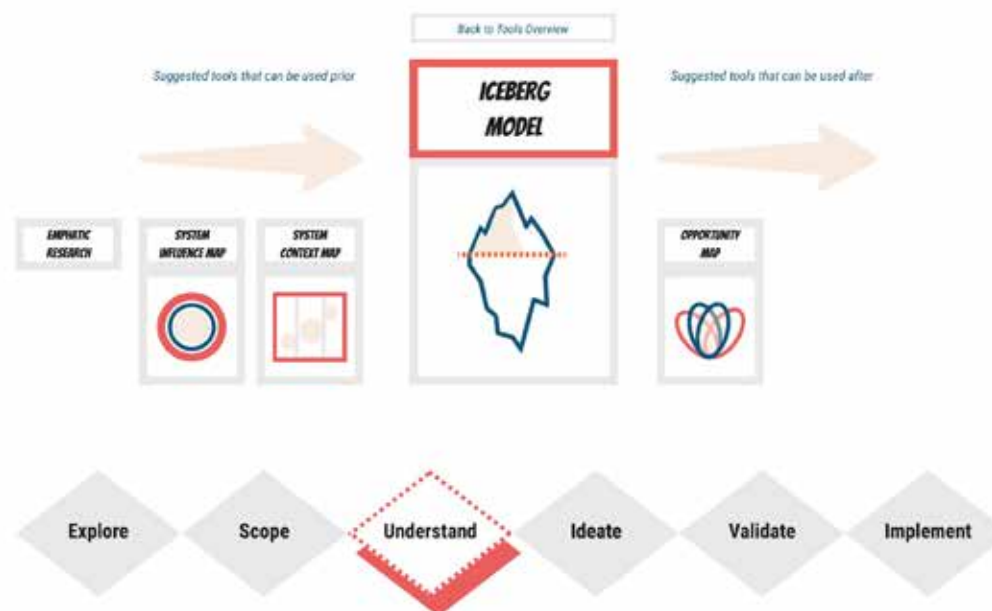 Back to Tools Overview
Suggested tools that can be used prior
ICEBERG
MODEL
Suggested tools that can be used after
EMPHATIC
RESEARCH
SYSTEM
INFLUENCE MAP
SYSTEM
CONTEXT MAP
OPPORTUNITY
MAP
Explore
Scope
Understand
Ideate
Validate
Implement